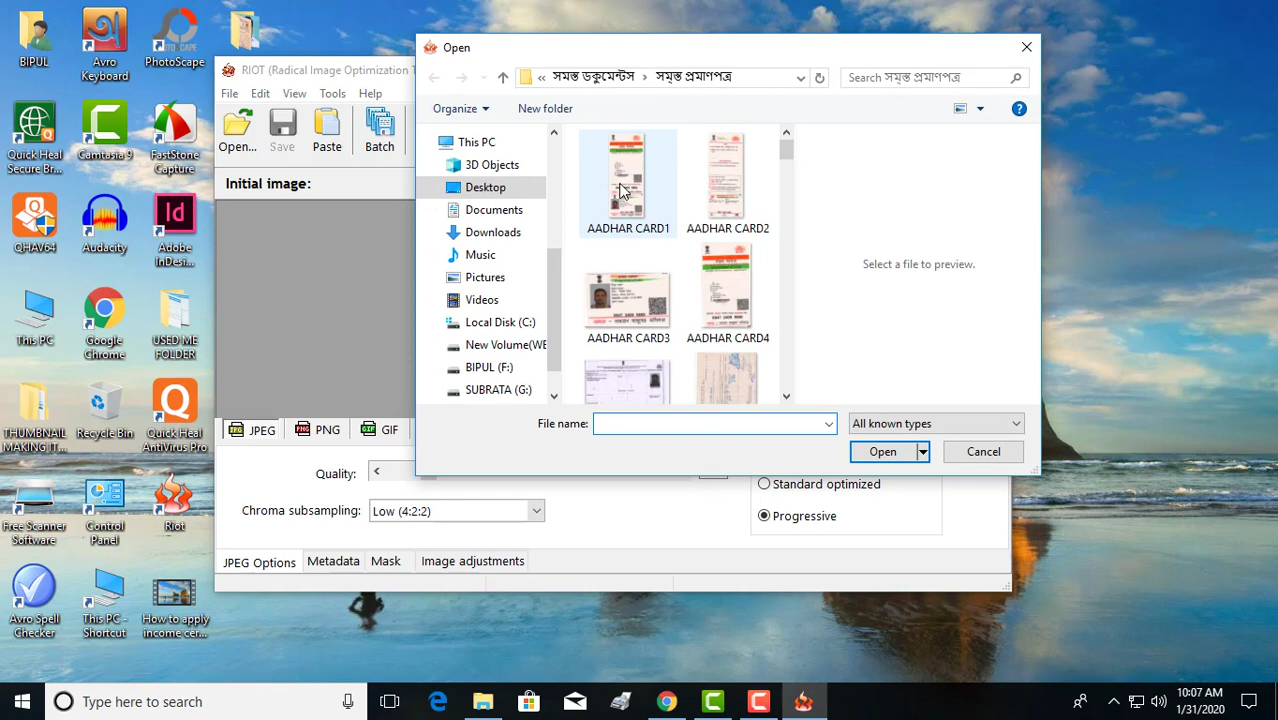 BIPUL
Avro
Keyboard
PhotoScape
Quick Heal
Secure Br...
Camtasia 9
FastStone
Capture
QHAV64
Audacity
Adobe
InDesi...
This PC
Google
Chrome
USED ME
FOLDER
THUMBNAIL
MAKING IT...
Recycle Bin
Quick Heal
AntiVirus Pro
Free Scanner
Software
Control
Panel
Riot
Avro Spell
Checker
This PC -
Shortcut
How to apply
income cer...
RIOT (Radical Image Optimization T
File Edit View Tools Help
Open... Save Paste Batch
Initial image:
JPEG PNG GIF
Quality:
Chroma subsampling: Low (4:2:2)
Standard optimized
Progressive
JPEG Options Metadata Mask Image adjustments
Open
« সমস্ত ডকুমেন্টস › সমস্ত প্রমাণপত্র
Search সমস্ত প্রমাণপত্র
Organize New folder
This PC
3D Objects
Desktop
Documents
Downloads
Music
Pictures
Videos
Local Disk (C:)
New Volume(WE
BIPUL (F:)
SUBRATA (G:)
AADHAR CARD1 AADHAR CARD2
AADHAR CARD3 AADHAR CARD4
Select a file to preview.
File name:
All known types
Open Cancel
Type here to search
10:07 AM
1/31/2020